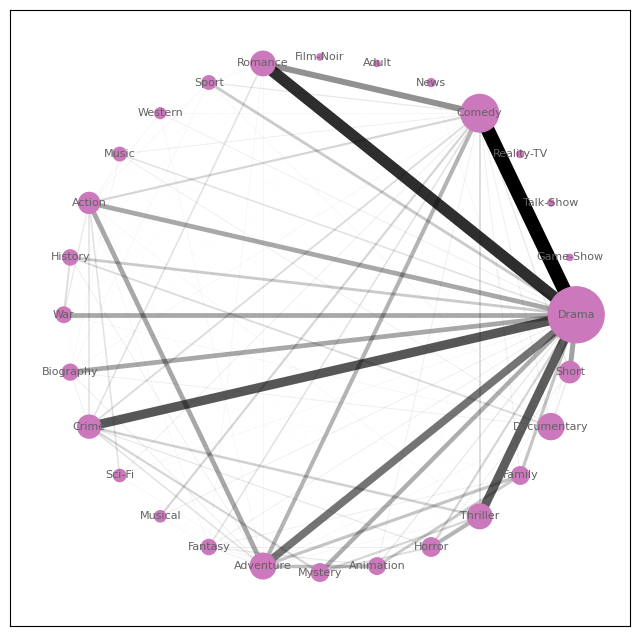 Film-Noir
Romance
Adult
Sport
News
Western
Comedy
Music
Reality-TV
Action
Talk-Show
History
Game-Show
War
Drama
Biography
Short
Crime
Documentary
Sci-Fi
Family
Musical
Thriller
Fantasy
Horror
Adventure
Mystery
Animation